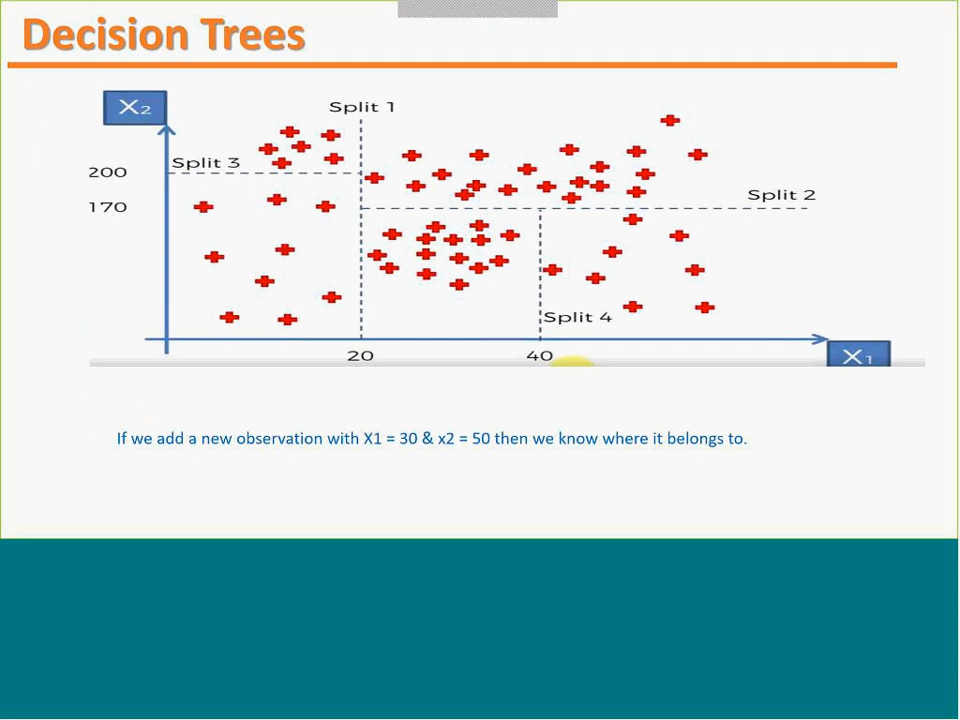 Decision Trees
X2
Split 1
Split 3
200
170
Split 2
Split 4
20
40
X1
If we add a new observation with X1 = 30 & x2 = 50 then we know where it belongs to.